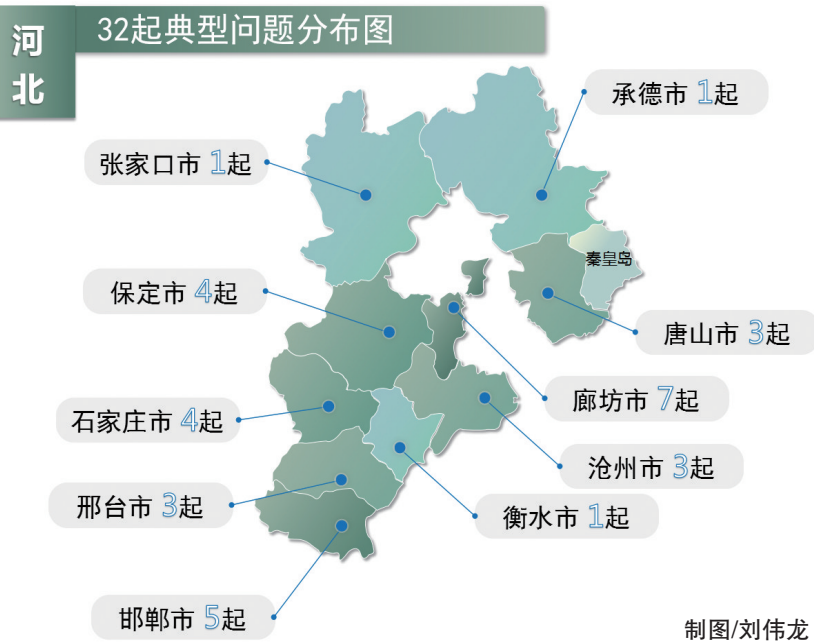 河北
32起典型问题分布图
承德市 1起
张家口市 1起
秦皇岛
保定市 4起
唐山市 3起
廊坊市 7起
石家庄市 4起
沧州市 3起
邢台市 3起
衡水市 1起
邯郸市 5起
制图/刘伟龙